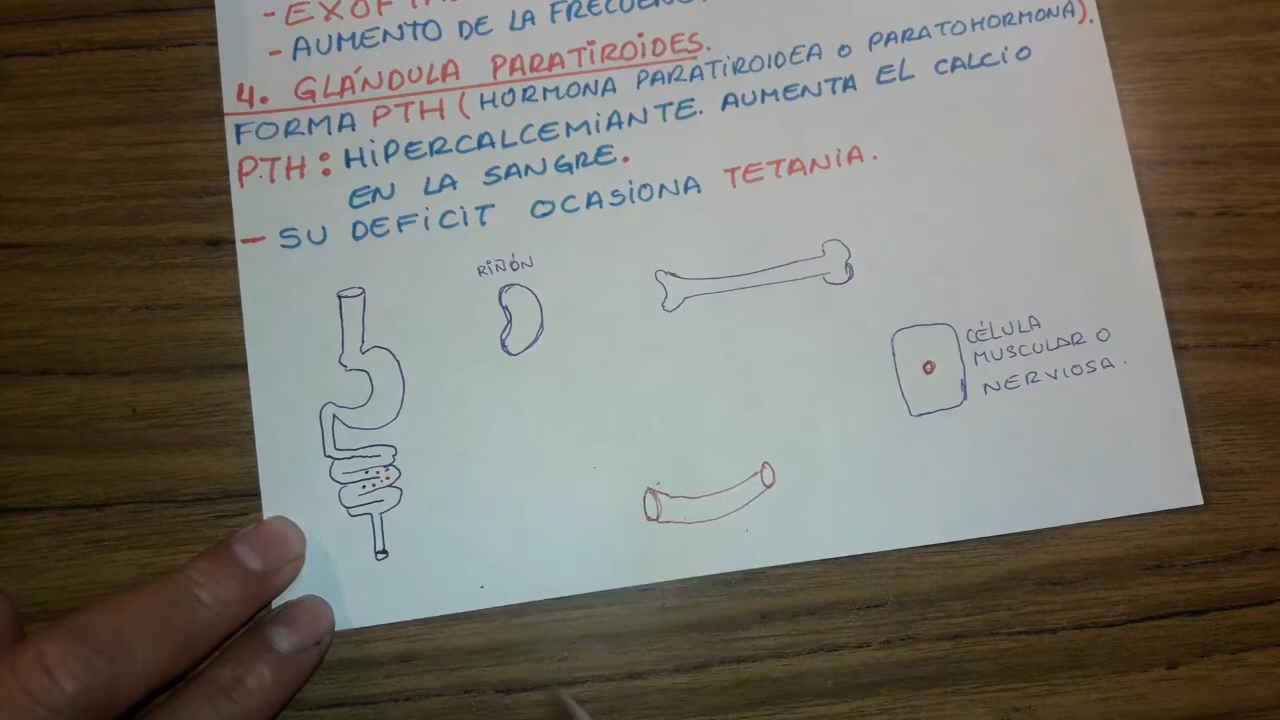 - EXOF
- AUMENTO DE LA
4. GLÁNDULA PARATIROIDES.
FORMA PTH (HORMONA PARATIROIDEA O PARATOHORMONA).
PTH: HIPERCALCEMIANTE. AUMENTA EL CALCIO
EN LA SANGRE.
- SU DEFICIT OCASIONA TETANIA.
RIÑÓN
CÉLULA
MUSCULAR O
NERVIOSA.